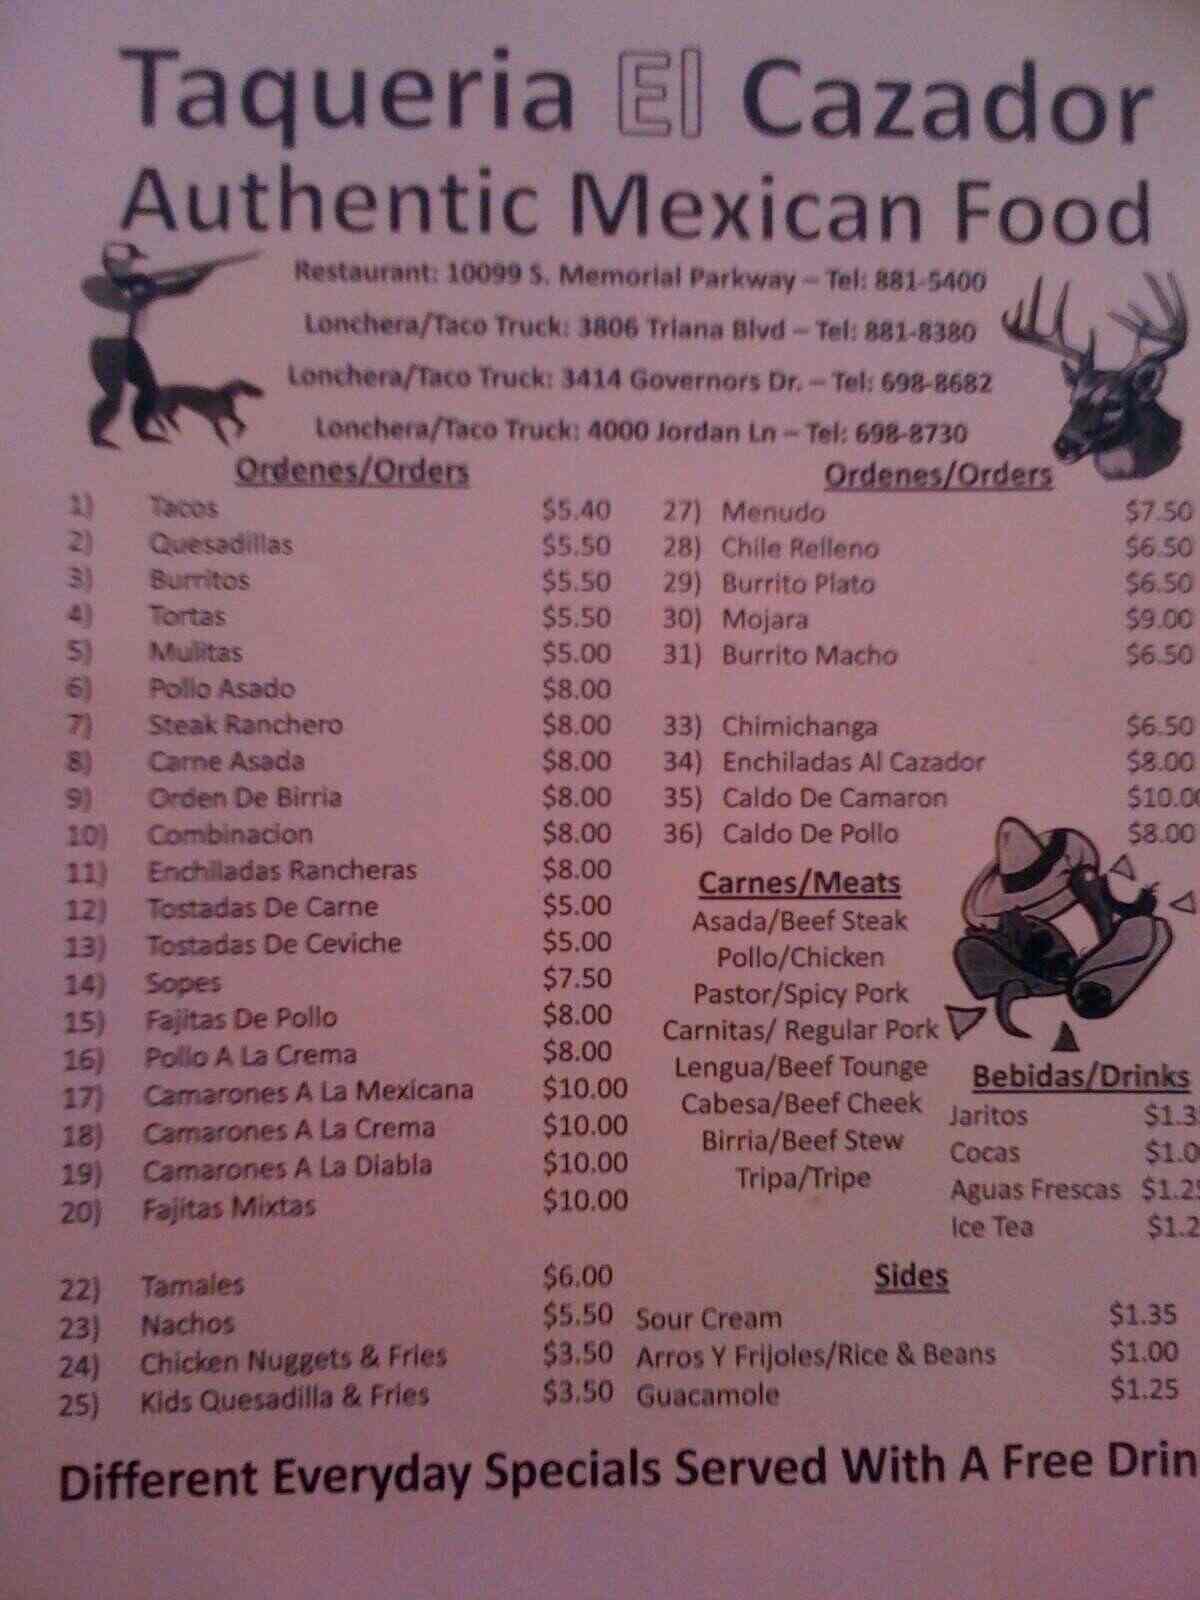 Taqueria El Cazador
Authentic Mexican Food
Restaurant: 10099 S. Memorial Parkway – Tel: 881-5400
Lonchera/Taco Truck: 3806 Triana Blvd – Tel: 881-8380
Lonchera/Taco Truck: 3414 Governors Dr. – Tel: 698-8682
Lonchera/Taco Truck: 4000 Jordan Ln – Tel: 698-8730
Ordenes/Orders
1) Tacos $5.40
2) Quesadillas $5.50
3) Burritos $5.50
4) Tortas $5.50
5) Mulitas $5.00
6) Pollo Asado $8.00
7) Steak Ranchero $8.00
8) Carne Asada $8.00
9) Orden De Birria $8.00
10) Combinacion $8.00
11) Enchiladas Rancheras $8.00
12) Tostadas De Carne $5.00
13) Tostadas De Ceviche $5.00
14) Sopes $7.50
15) Fajitas De Pollo $8.00
16) Pollo A La Crema $8.00
17) Camarones A La Mexicana $10.00
18) Camarones A La Crema $10.00
19) Camarones A La Diabla $10.00
20) Fajitas Mixtas $10.00
22) Tamales $6.00
23) Nachos $5.50
24) Chicken Nuggets & Fries $3.50
25) Kids Quesadilla & Fries $3.50
Ordenes/Orders
27) Menudo $7.50
28) Chile Relleno $6.50
29) Burrito Plato $6.50
30) Mojara $9.00
31) Burrito Macho $6.50
33) Chimichanga $6.50
34) Enchiladas Al Cazador $8.00
35) Caldo De Camaron $10.00
36) Caldo De Pollo $8.00
Carnes/Meats
Asada/Beef Steak
Pollo/Chicken
Pastor/Spicy Pork
Carnitas/ Regular Pork
Lengua/Beef Tounge
Cabesa/Beef Cheek
Birria/Beef Stew
Tripa/Tripe
Bebidas/Drinks
Jaritos $1.3
Cocas $1.0
Aguas Frescas $1.25
Ice Tea $1.2
Sides
Sour Cream $1.35
Arros Y Frijoles/Rice & Beans $1.00
Guacamole $1.25
Different Everyday Specials Served With A Free Drin